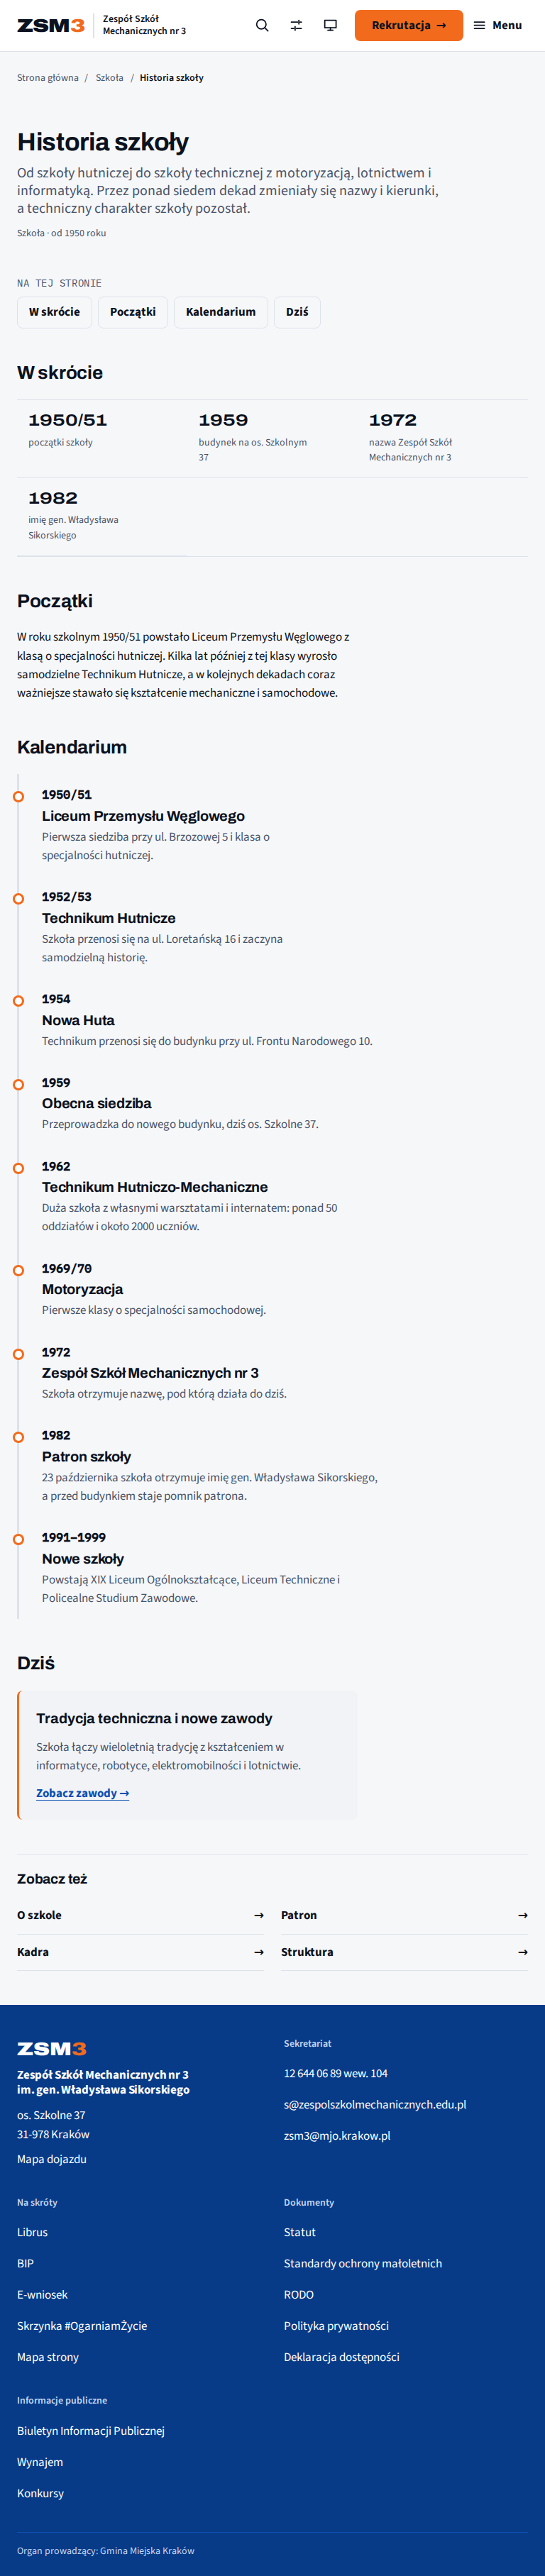 ZSM3
Zespół Szkół
Mechanicznych nr 3
Rekrutacja →
Menu
Strona główna / Szkoła / Historia szkoły
Historia szkoły
Od szkoły hutniczej do szkoły technicznej z motoryzacją, lotnictwem i
informatyką. Przez ponad siedem dekad zmieniały się nazwy i kierunki,
a techniczny charakter szkoły pozostał.
Szkoła · od 1950 roku
NA TEJ STRONIE
W skrócie
Początki
Kalendarium
Dziś
W skrócie
1950/51
początki szkoły
1959
budynek na os. Szkolnym
37
1972
nazwa Zespół Szkół
Mechanicznych nr 3
1982
imię gen. Władysława
Sikorskiego
Początki
W roku szkolnym 1950/51 powstało Liceum Przemysłu Węglowego z
klasą o specjalności hutniczej. Kilka lat później z tej klasy wyrosło
samodzielne Technikum Hutnicze, a w kolejnych dekadach coraz
ważniejsze stawało się kształcenie mechaniczne i samochodowe.
Kalendarium
1950/51
Liceum Przemysłu Węglowego
Pierwsza siedziba przy ul. Brzozowej 5 i klasa o
specjalności hutniczej.
1952/53
Technikum Hutnicze
Szkoła przenosi się na ul. Loretańską 16 i zaczyna
samodzielną historię.
1954
Nowa Huta
Technikum przenosi się do budynku przy ul. Frontu Narodowego 10.
1959
Obecna siedziba
Przeprowadzka do nowego budynku, dziś os. Szkolne 37.
1962
Technikum Hutniczo-Mechaniczne
Duża szkoła z własnymi warsztatami i internatem: ponad 50
oddziałów i około 2000 uczniów.
1969/70
Motoryzacja
Pierwsze klasy o specjalności samochodowej.
1972
Zespół Szkół Mechanicznych nr 3
Szkoła otrzymuje nazwę, pod którą działa do dziś.
1982
Patron szkoły
23 października szkoła otrzymuje imię gen. Władysława Sikorskiego,
a przed budynkiem staje pomnik patrona.
1991–1999
Nowe szkoły
Powstają XIX Liceum Ogólnokształcące, Liceum Techniczne i
Policealne Studium Zawodowe.
Dziś
Tradycja techniczna i nowe zawody
Szkoła łączy wieloletnią tradycję z kształceniem w
informatyce, robotyce, elektromobilności i lotnictwie.
Zobacz zawody →
Zobacz też
O szkole →
Patron →
Kadra →
Struktura →
ZSM3
Zespół Szkół Mechanicznych nr 3
im. gen. Władysława Sikorskiego
os. Szkolne 37
31-978 Kraków
Mapa dojazdu
Sekretariat
12 644 06 89 wew. 104
s@zespolszkolmechanicznych.edu.pl
zsm3@mjo.krakow.pl
Na skróty
Librus
BIP
E-wniosek
Skrzynka #OgarniamŻycie
Mapa strony
Dokumenty
Statut
Standardy ochrony małoletnich
RODO
Polityka prywatności
Deklaracja dostępności
Informacje publiczne
Biuletyn Informacji Publicznej
Wynajem
Konkursy
Organ prowadzący: Gmina Miejska Kraków